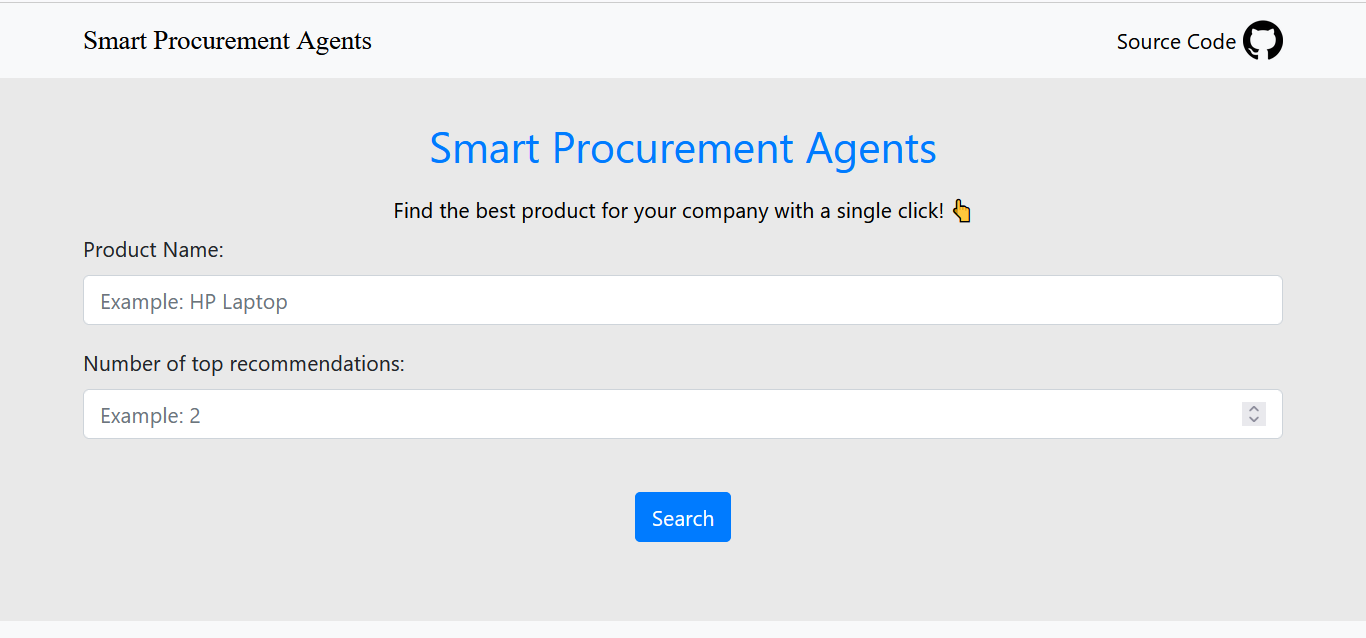 Smart Procurement Agents
Source Code
Smart Procurement Agents
Find the best product for your company with a single click! 👆
Product Name:
Example: HP Laptop
Number of top recommendations:
Example: 2
Search